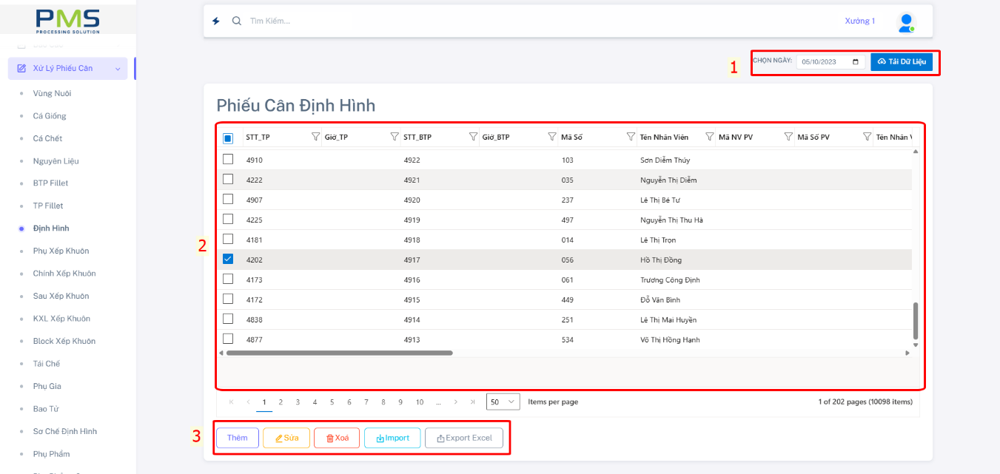 PMS
PROCESSING SOLUTION
Xử Lý Phiếu Cân
Vùng Nuôi
Cá Giống
Cá Chết
Nguyên Liệu
BTP Fillet
TP Fillet
Định Hình
Phụ Xếp Khuôn
Chính Xếp Khuôn
Sau Xếp Khuôn
KXL Xếp Khuôn
Block Xếp Khuôn
Tái Chế
Phụ Gia
Bao Tử
Sơ Chế Định Hình
Phụ Phẩm
Tìm Kiếm...
Xưởng 1
1
CHỌN NGÀY: 05/10/2023 Tải Dữ Liệu
Phiếu Cân Định Hình
2
STT_TP Giờ_TP STT_BTP Giờ_BTP Mã Số Tên Nhân Viên Mã NV PV Mã Số PV Tên Nhân V
4910 4922 103 Sơn Diễm Thúy
4222 4921 035 Nguyễn Thị Diễm
4907 4920 237 Lê Thị Bé Tư
4225 4919 497 Nguyễn Thị Thu Hà
4181 4918 014 Lê Thị Trọn
4202 4917 056 Hồ Thị Đồng
4173 4916 061 Trương Công Định
4172 4915 449 Đỗ Văn Bình
4838 4914 251 Lê Thị Mai Huyền
4877 4913 534 Võ Thị Hồng Hạnh
1 2 3 4 5 6 7 8 9 10 ... 50 Items per page 1 of 202 pages (10098 items)
3
Thêm Sửa Xoá Import Export Excel